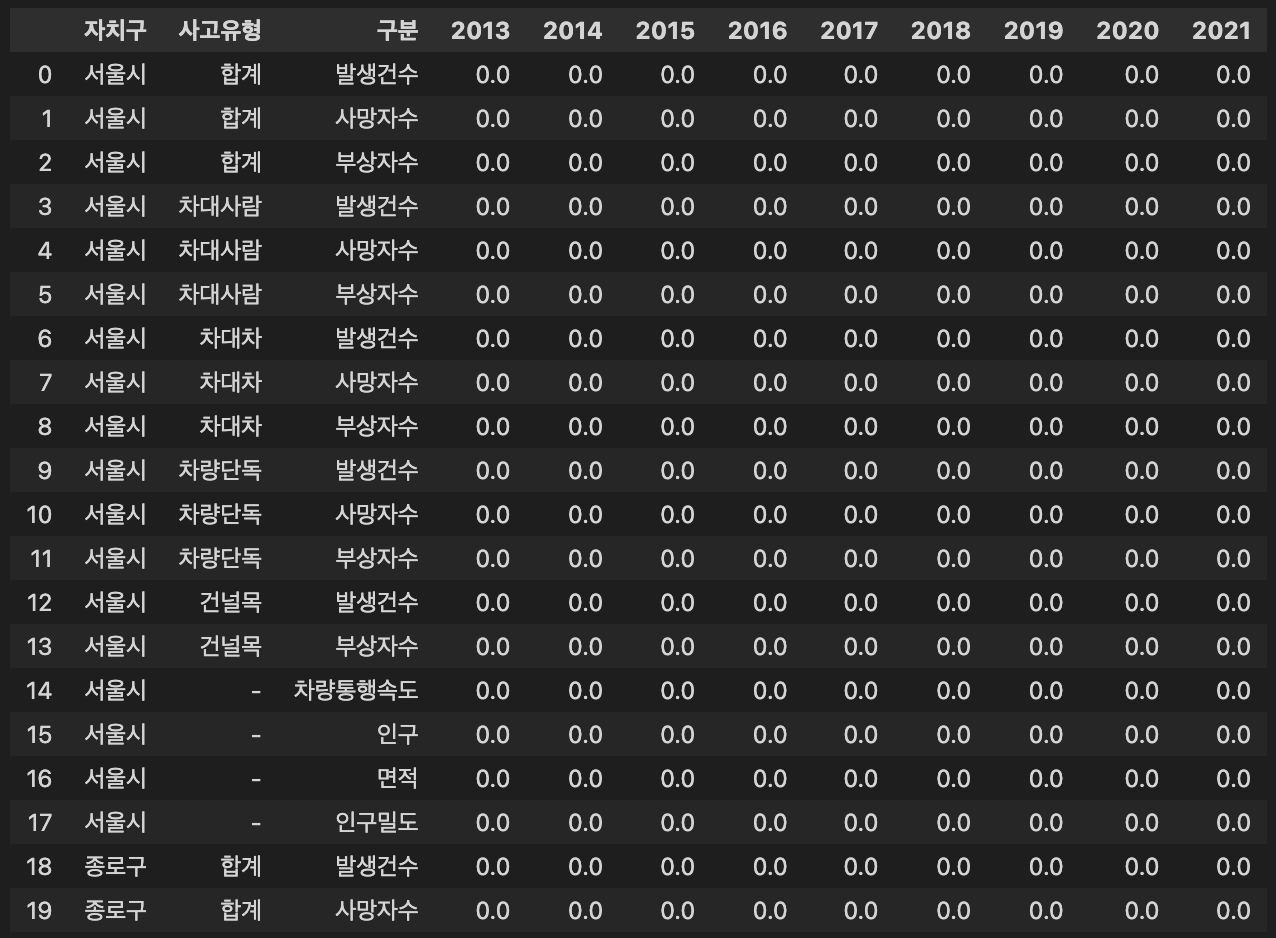 자치구 사고유형 구분 2013 2014 2015 2016 2017 2018 2019 2020 2021
0 서울시 합계 발생건수 0.0 0.0 0.0 0.0 0.0 0.0 0.0 0.0 0.0
1 서울시 합계 사망자수 0.0 0.0 0.0 0.0 0.0 0.0 0.0 0.0 0.0
2 서울시 합계 부상자수 0.0 0.0 0.0 0.0 0.0 0.0 0.0 0.0 0.0
3 서울시 차대사람 발생건수 0.0 0.0 0.0 0.0 0.0 0.0 0.0 0.0 0.0
4 서울시 차대사람 사망자수 0.0 0.0 0.0 0.0 0.0 0.0 0.0 0.0 0.0
5 서울시 차대사람 부상자수 0.0 0.0 0.0 0.0 0.0 0.0 0.0 0.0 0.0
6 서울시 차대차 발생건수 0.0 0.0 0.0 0.0 0.0 0.0 0.0 0.0 0.0
7 서울시 차대차 사망자수 0.0 0.0 0.0 0.0 0.0 0.0 0.0 0.0 0.0
8 서울시 차대차 부상자수 0.0 0.0 0.0 0.0 0.0 0.0 0.0 0.0 0.0
9 서울시 차량단독 발생건수 0.0 0.0 0.0 0.0 0.0 0.0 0.0 0.0 0.0
10 서울시 차량단독 사망자수 0.0 0.0 0.0 0.0 0.0 0.0 0.0 0.0 0.0
11 서울시 차량단독 부상자수 0.0 0.0 0.0 0.0 0.0 0.0 0.0 0.0 0.0
12 서울시 건널목 발생건수 0.0 0.0 0.0 0.0 0.0 0.0 0.0 0.0 0.0
13 서울시 건널목 부상자수 0.0 0.0 0.0 0.0 0.0 0.0 0.0 0.0 0.0
14 서울시 - 차량통행속도 0.0 0.0 0.0 0.0 0.0 0.0 0.0 0.0 0.0
15 서울시 - 인구 0.0 0.0 0.0 0.0 0.0 0.0 0.0 0.0 0.0
16 서울시 - 면적 0.0 0.0 0.0 0.0 0.0 0.0 0.0 0.0 0.0
17 서울시 - 인구밀도 0.0 0.0 0.0 0.0 0.0 0.0 0.0 0.0 0.0
18 종로구 합계 발생건수 0.0 0.0 0.0 0.0 0.0 0.0 0.0 0.0 0.0
19 종로구 합계 사망자수 0.0 0.0 0.0 0.0 0.0 0.0 0.0 0.0 0.0